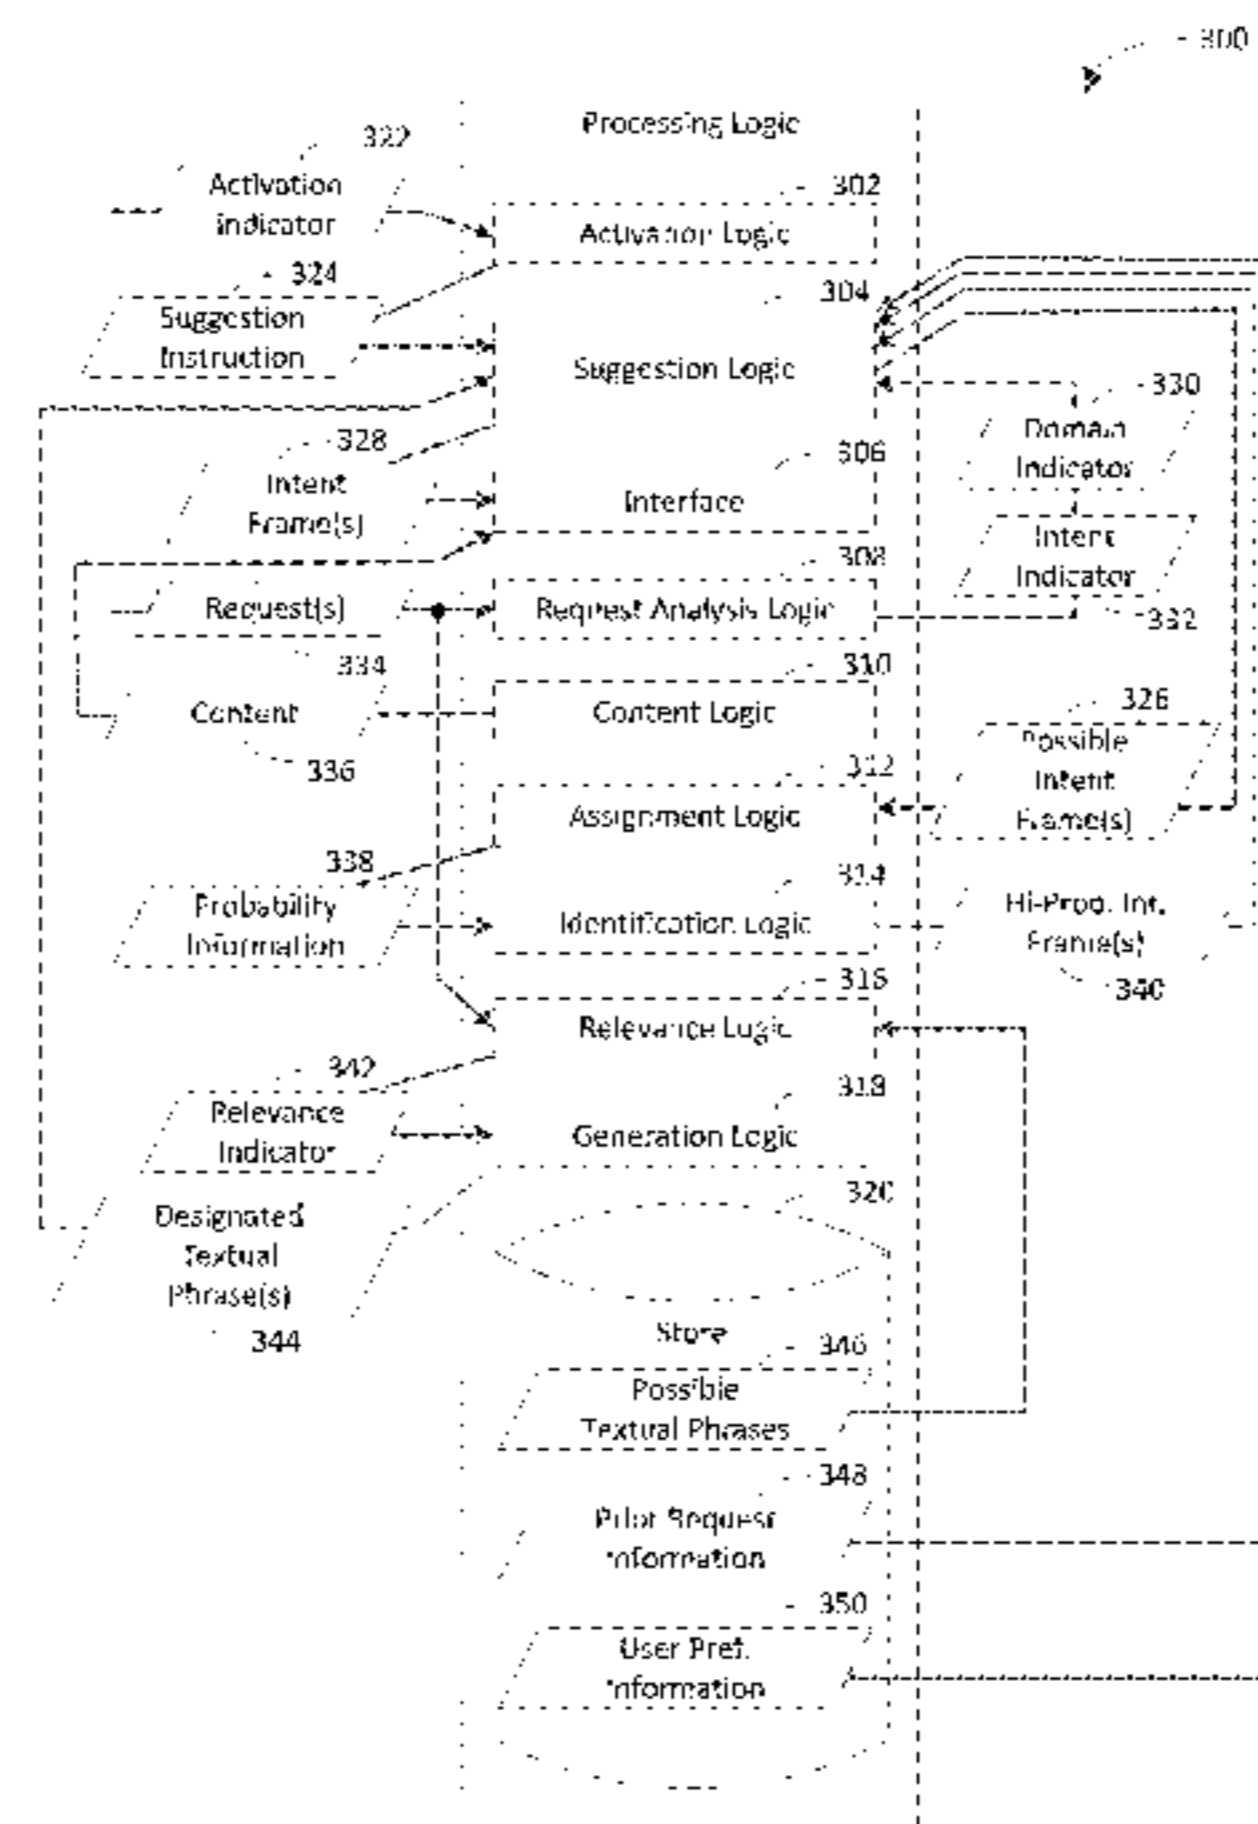 300
Processing Logic
322
Activation
Indicator
302
Activation Logic
324
Suggestion
Instruction
304
Suggestion Logic
330
Domain
Indicator
328
Intent
Frame(s)
306
Interface
Intent
Indicator
332
308
Request(s)
Request Analysis Logic
334
310
Content
Content Logic
336
326
Possible
Intent
Frame(s)
312
Assignment Logic
338
Probability
Information
314
Identification Logic
Hi-Prob. Int.
Frame(s)
340
316
Relevance Logic
342
Relevance
Indicator
318
Generation Logic
320
Designated
Textual
Phrase(s)
344
Store
346
Possible
Textual Phrases
348
Prior Request
Information
350
User Pref.
Information